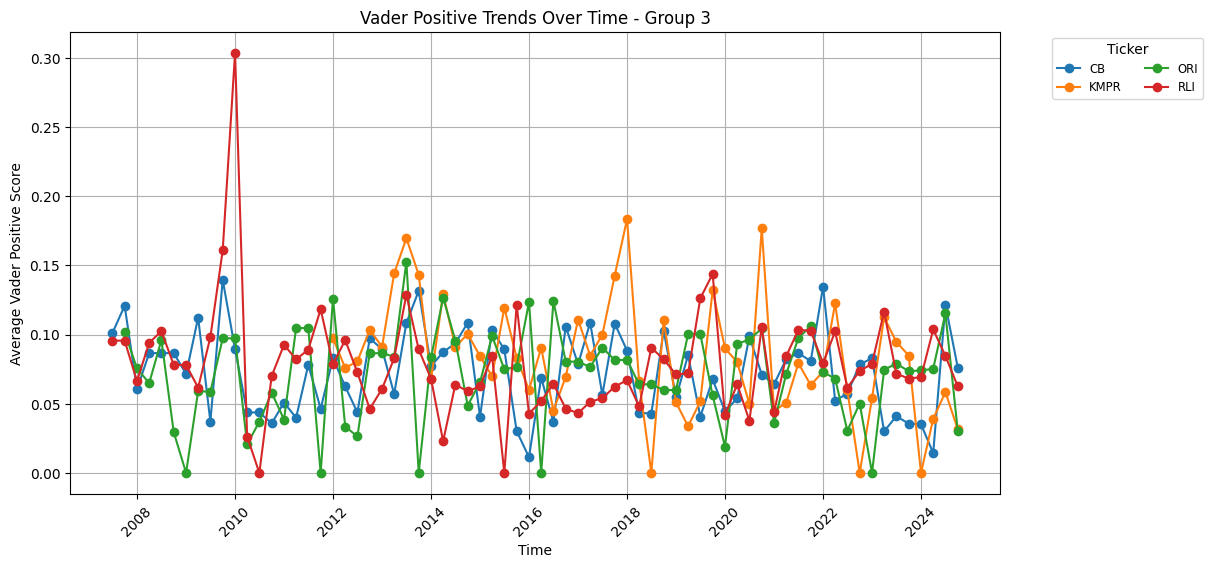 Vader Positive Trends Over Time - Group 3
Average Vader Positive Score
0.30
0.25
0.20
0.15
0.10
0.05
0.00
2008
2010
2012
2014
2016
2018
2020
2022
2024
Time
Ticker
CB
KMPR
ORI
RLI